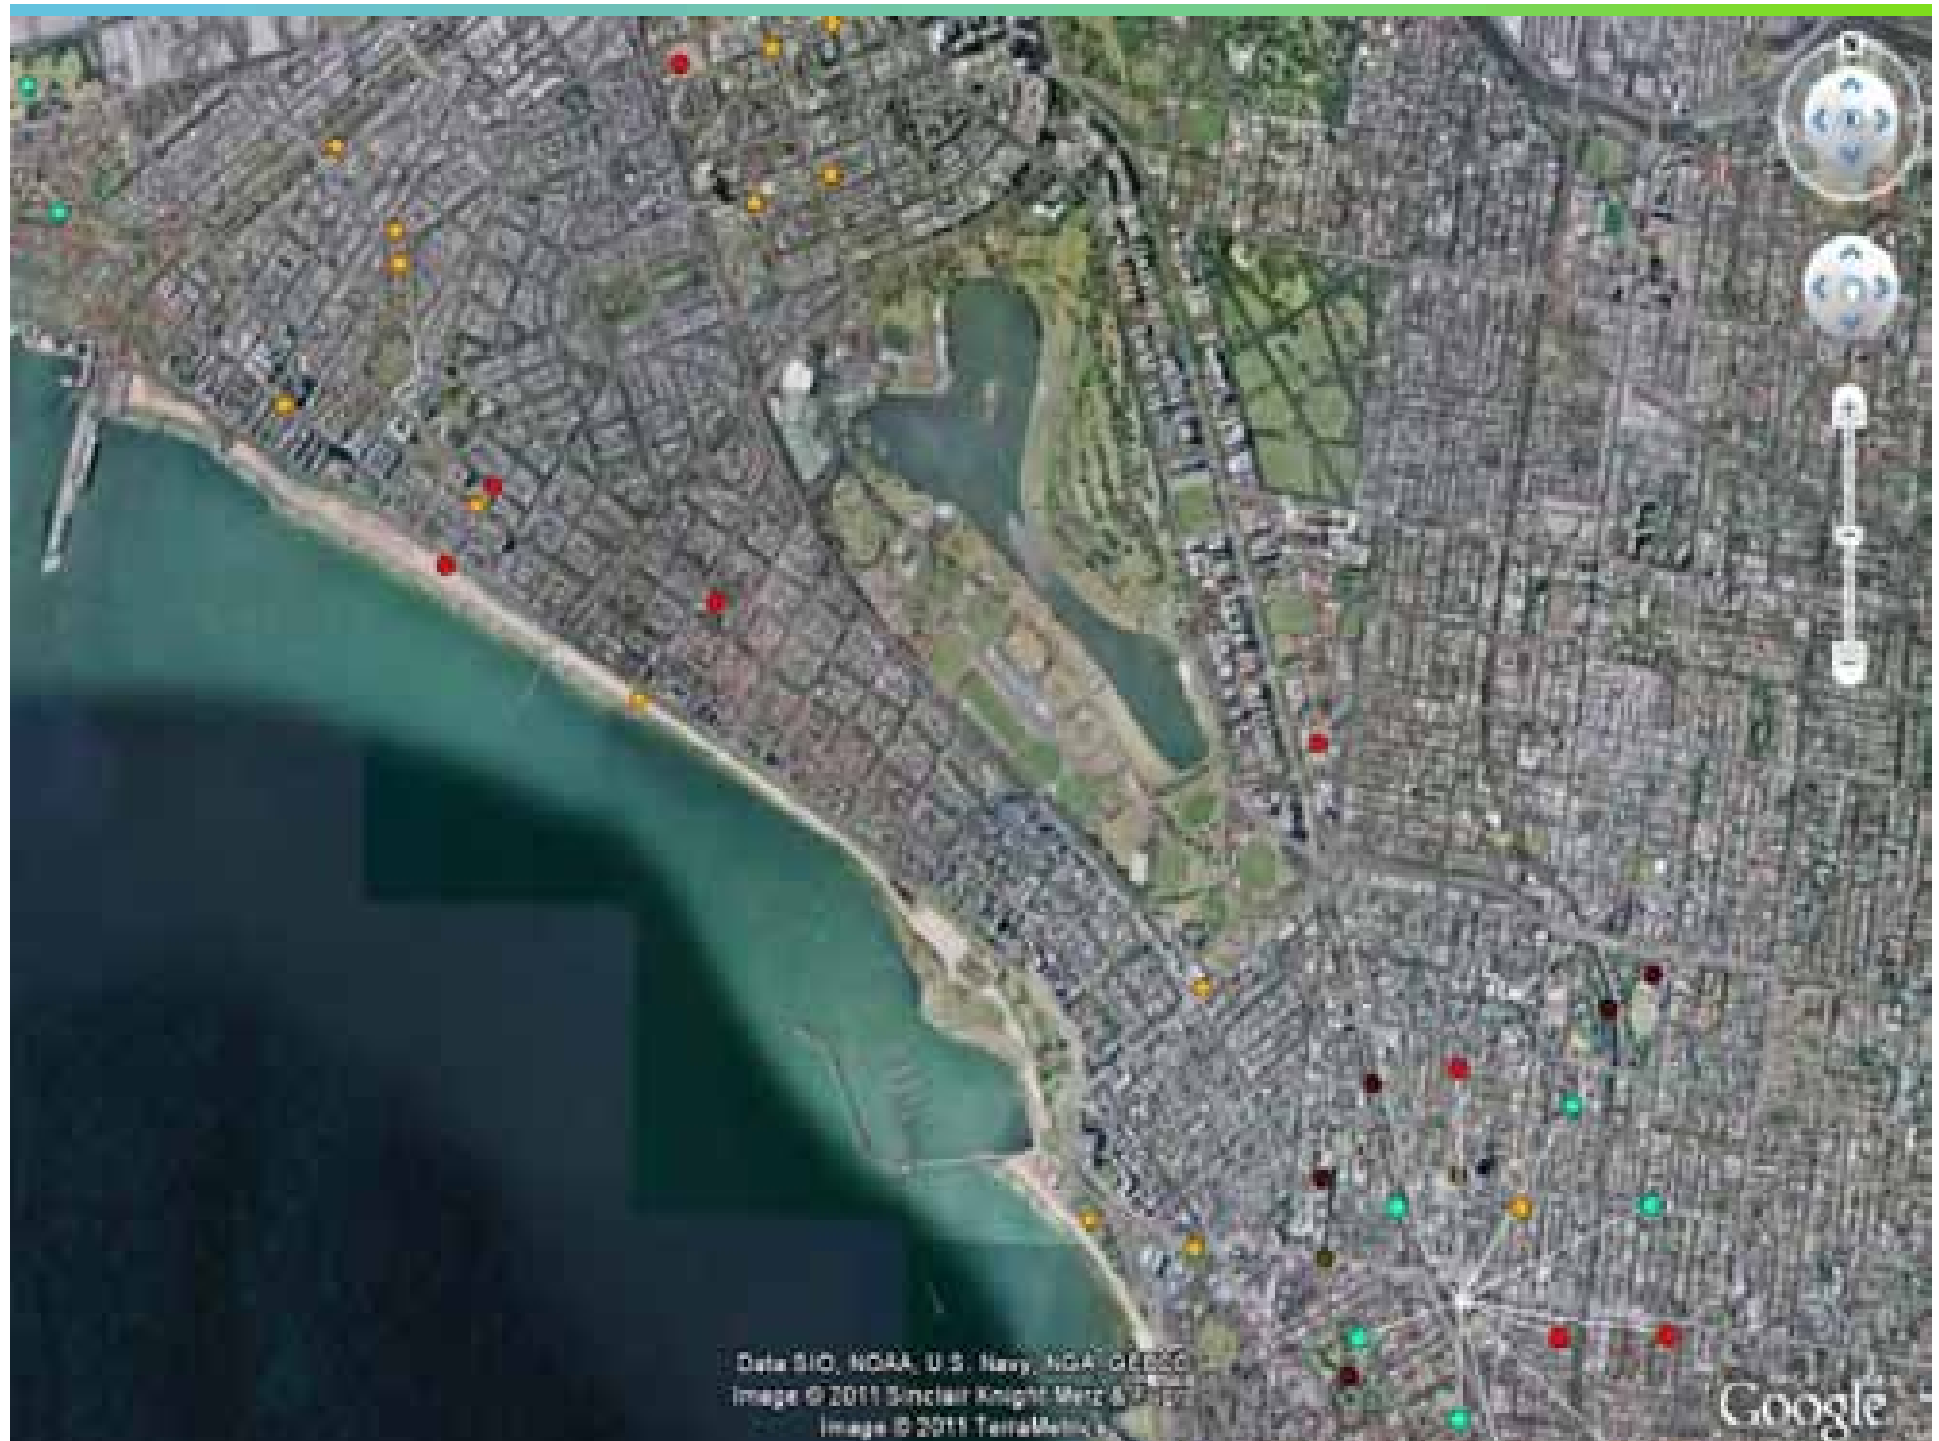 N
Data SIO, NOAA, U.S. Navy, NGA, GEBCO
Image © 2011 Sinclair Knight Merz &
Image © 2011 TerraMetrics
Google